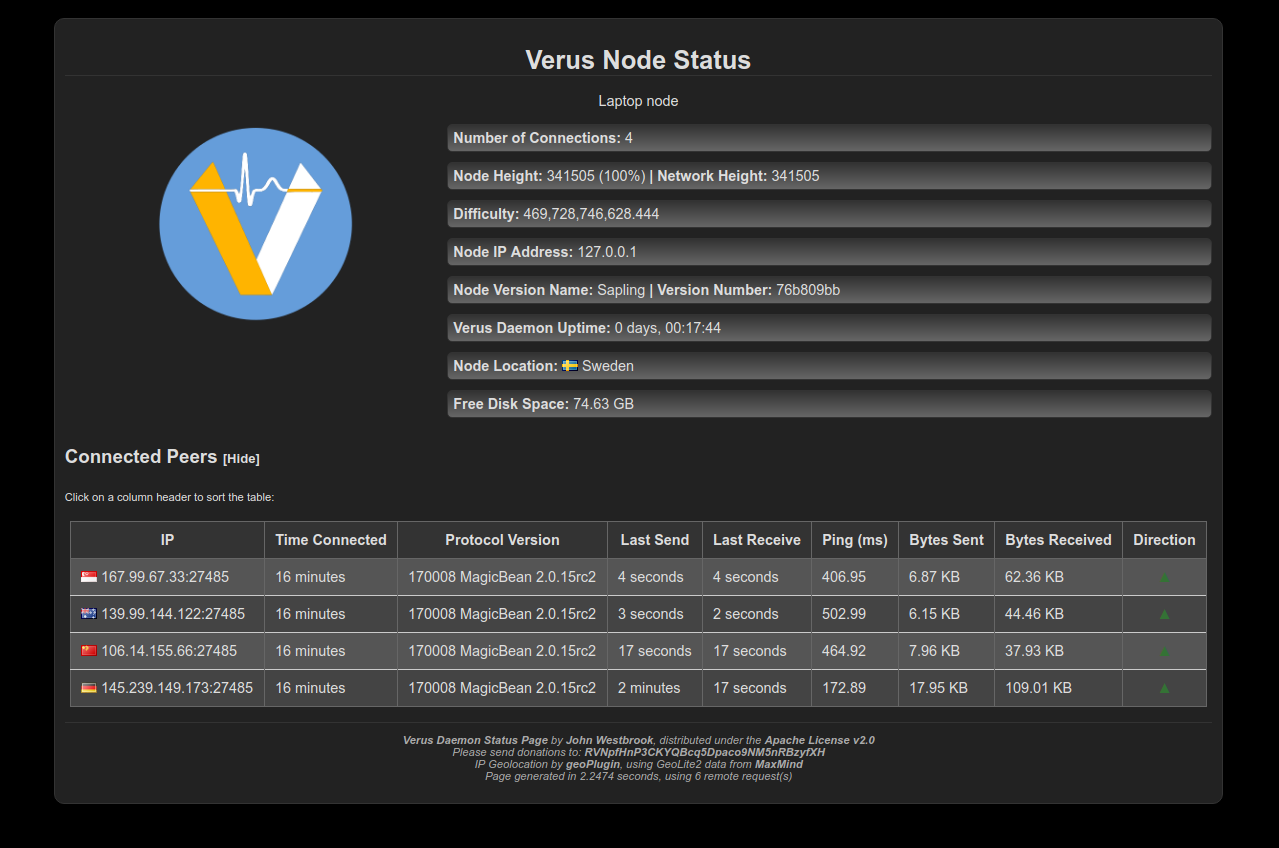 Verus Node Status
Laptop node
Number of Connections: 4
Node Height: 341505 (100%) | Network Height: 341505
Difficulty: 469,728,746,628.444
Node IP Address: 127.0.0.1
Node Version Name: Sapling | Version Number: 76b809bb
Verus Daemon Uptime: 0 days, 00:17:44
Node Location: Sweden
Free Disk Space: 74.63 GB
Connected Peers [Hide]
Click on a column header to sort the table:
IP Time Connected Protocol Version Last Send Last Receive Ping (ms) Bytes Sent Bytes Received Direction
167.99.67.33:27485 16 minutes 170008 MagicBean 2.0.15rc2 4 seconds 4 seconds 406.95 6.87 KB 62.36 KB ▲
139.99.144.122:27485 16 minutes 170008 MagicBean 2.0.15rc2 3 seconds 2 seconds 502.99 6.15 KB 44.46 KB ▲
106.14.155.66:27485 16 minutes 170008 MagicBean 2.0.15rc2 17 seconds 17 seconds 464.92 7.96 KB 37.93 KB ▲
145.239.149.173:27485 16 minutes 170008 MagicBean 2.0.15rc2 2 minutes 17 seconds 172.89 17.95 KB 109.01 KB ▲
Verus Daemon Status Page by John Westbrook, distributed under the Apache License v2.0
Please send donations to: RVNpfHnP3CKYQBcq5Dpaco9NM5nRBzyfXH
IP Geolocation by geoPlugin, using GeoLite2 data from MaxMind
Page generated in 2.2474 seconds, using 6 remote request(s)